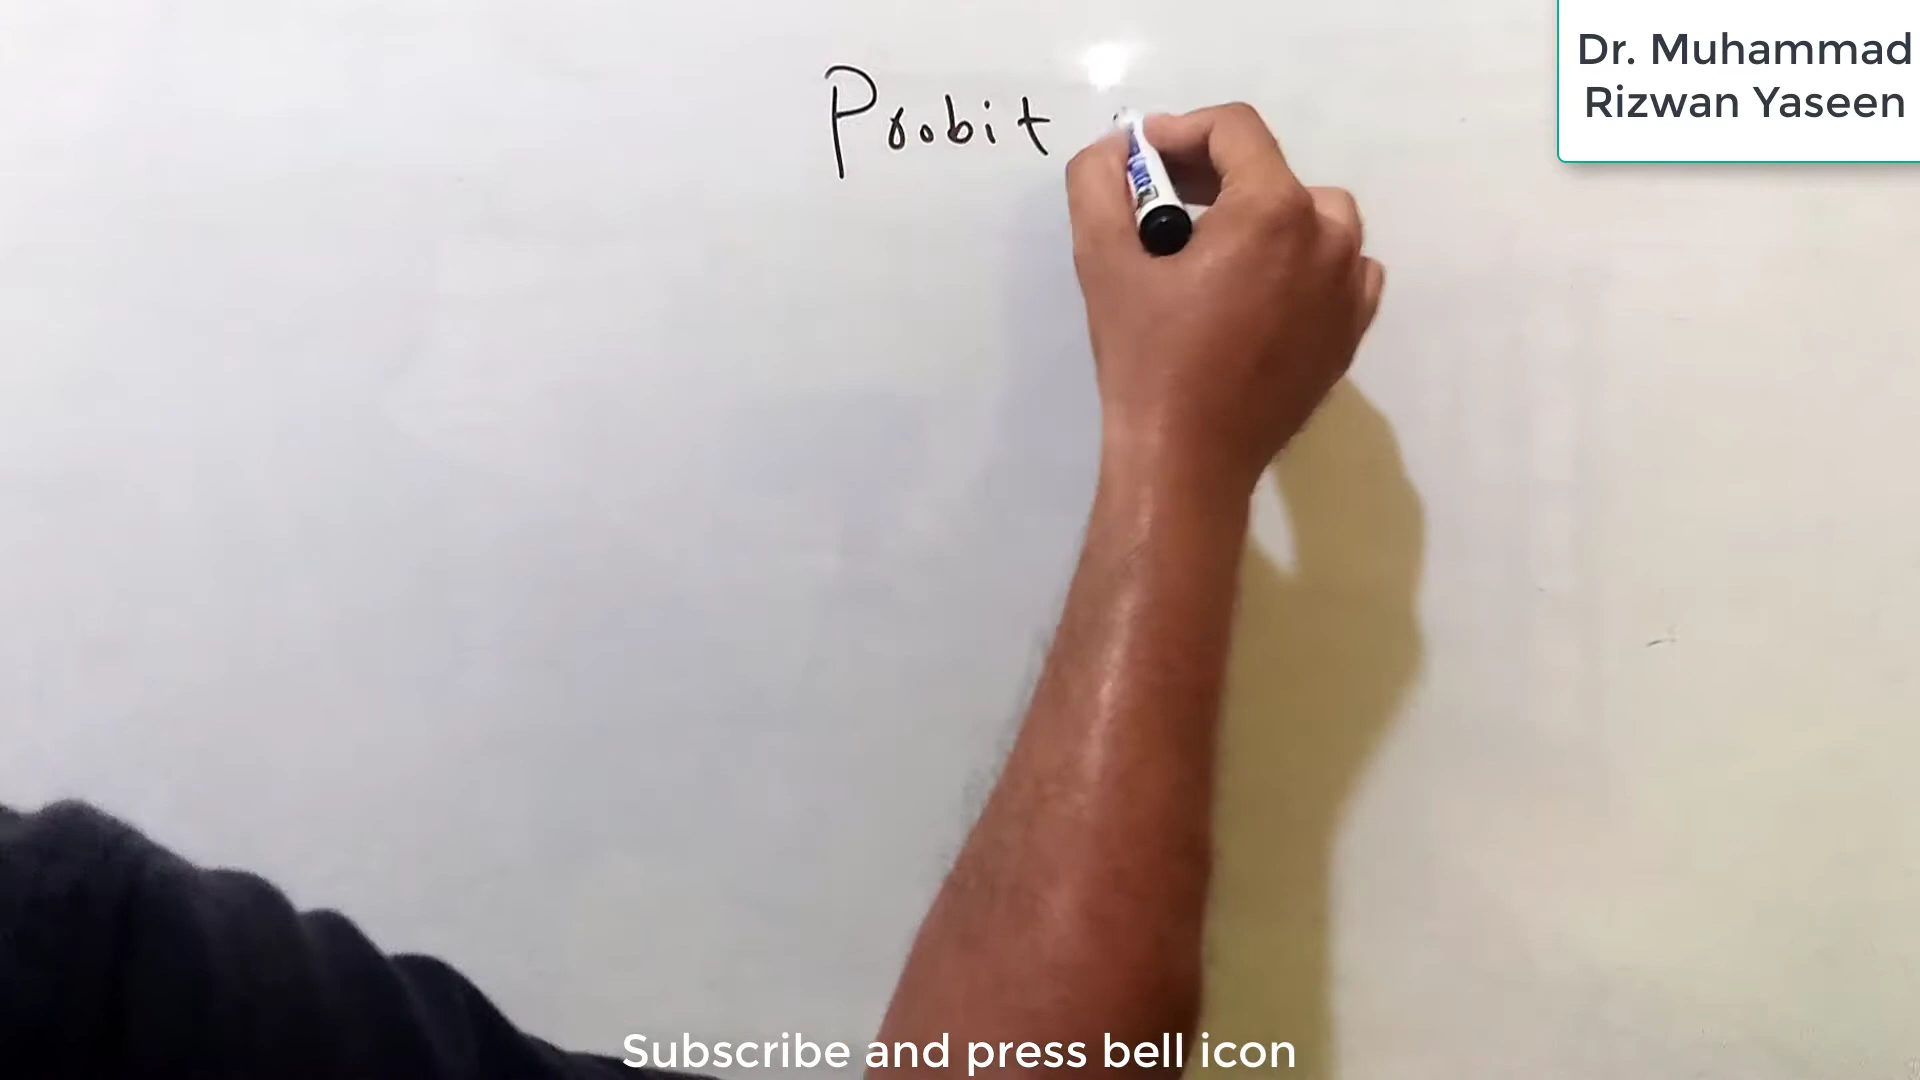 Dr. Muhammad
Rizwan Yaseen
Probit
Subscribe and press bell icon